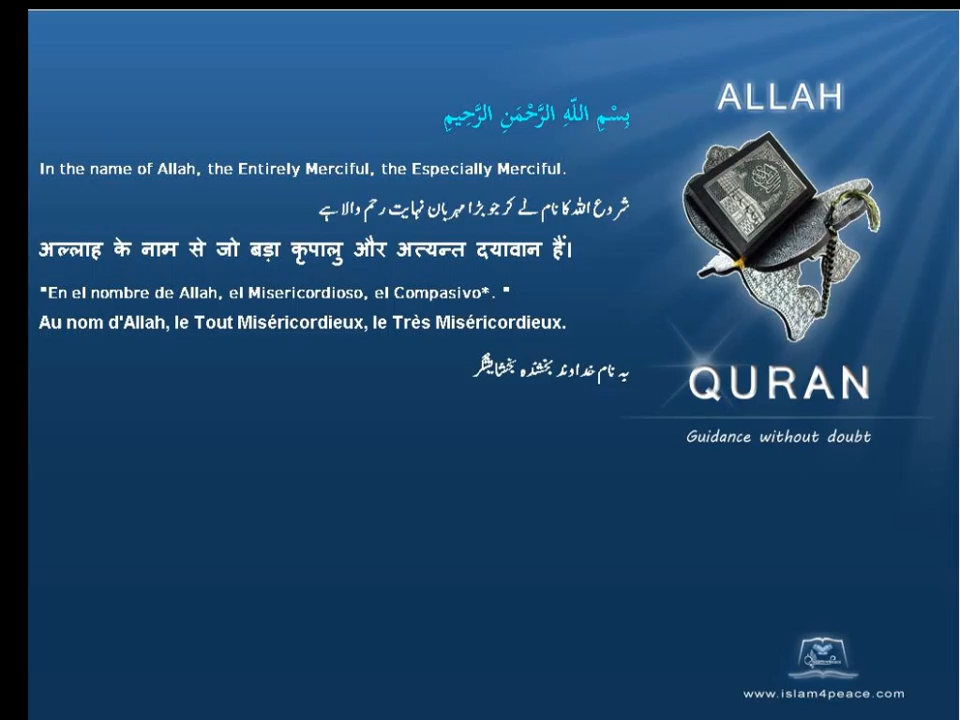 بِسْمِ اللّهِ الرَّحْمَنِ الرَّحِيمِ
In the name of Allah, the Entirely Merciful, the Especially Merciful.
شروع الله کا نام لے کر جو بڑا مہربان نہایت رحم والا ہے
अल्लाह के नाम से जो बड़ा कृपालु और अत्यन्त दयावान हैं।
"En el nombre de Allah, el Misericordioso, el Compasivo*. "
Au nom d'Allah, le Tout Miséricordieux, le Très Miséricordieux.
به نام خداوند بخشنده بخشایشگر
ALLAH
QURAN
Guidance without doubt
www.islam4peace.com